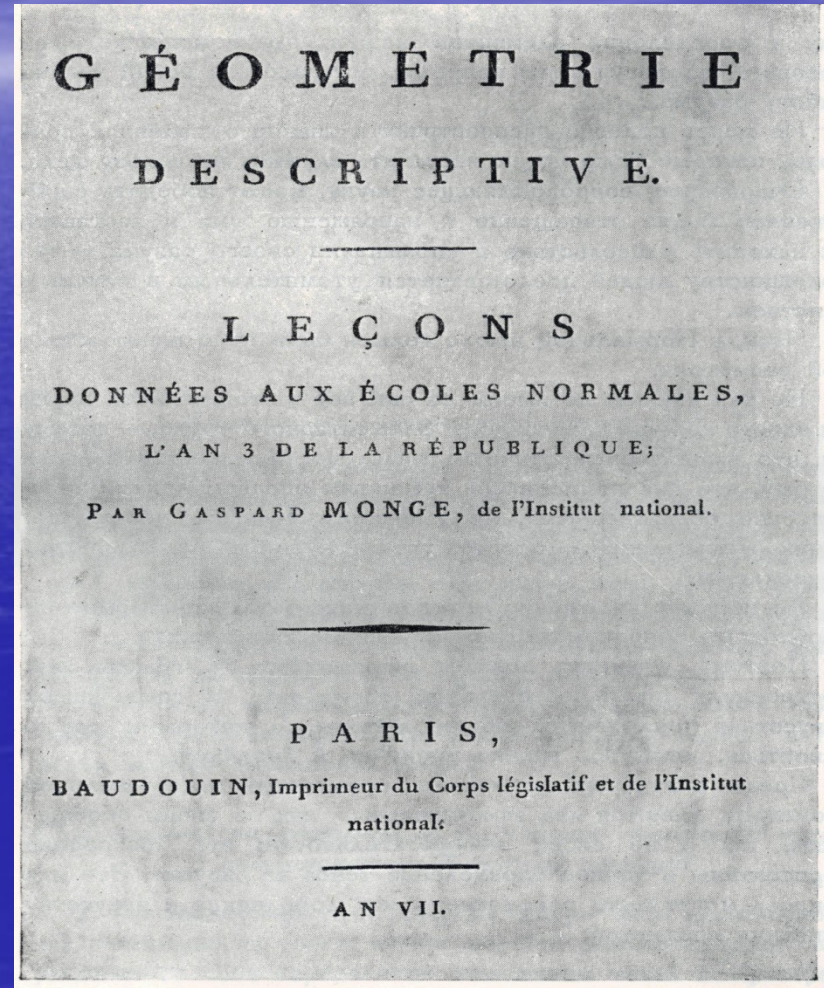 GÉOMÉTRIE
DESCRIPTIVE.
LEÇONS
DONNÉES AUX ÉCOLES NORMALES,
L'AN 3 DE LA RÉPUBLIQUE;
PAR GASPARD MONGE, de l'Institut national.
PARIS,
BAUDOUIN, Imprimeur du Corps législatif et de l'Institut
national:
AN VII.